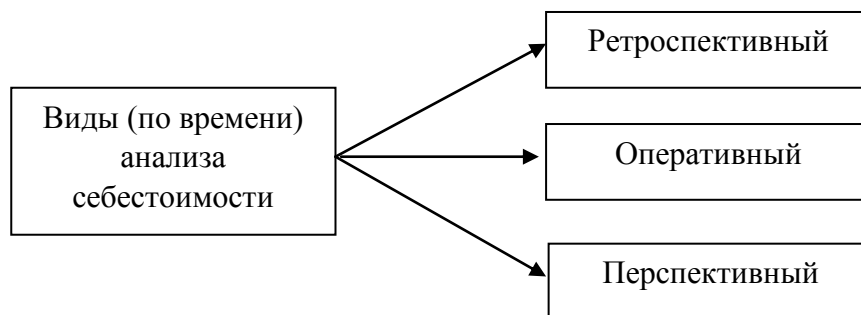 Виды (по времени)
анализа
себестоимости
Ретроспективный
Оперативный
Перспективный